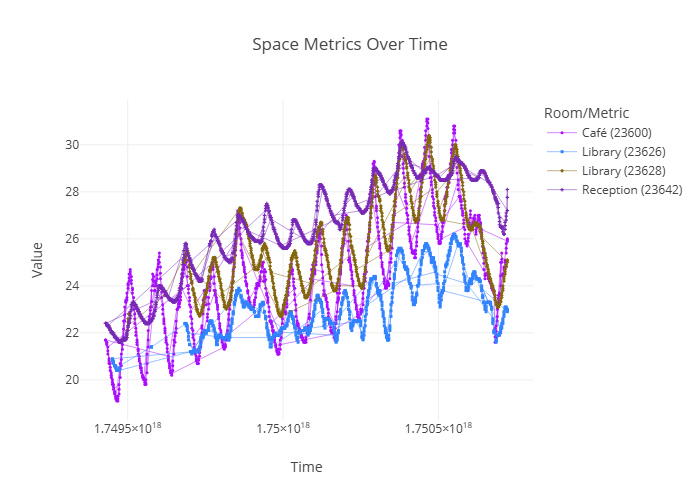 Space Metrics Over Time
Room/Metric
Café (23600)
Library (23626)
Library (23628)
Reception (23642)
Value
30
28
26
24
22
20
1.7495×10¹⁸
1.75×10¹⁸
1.7505×10¹⁸
Time